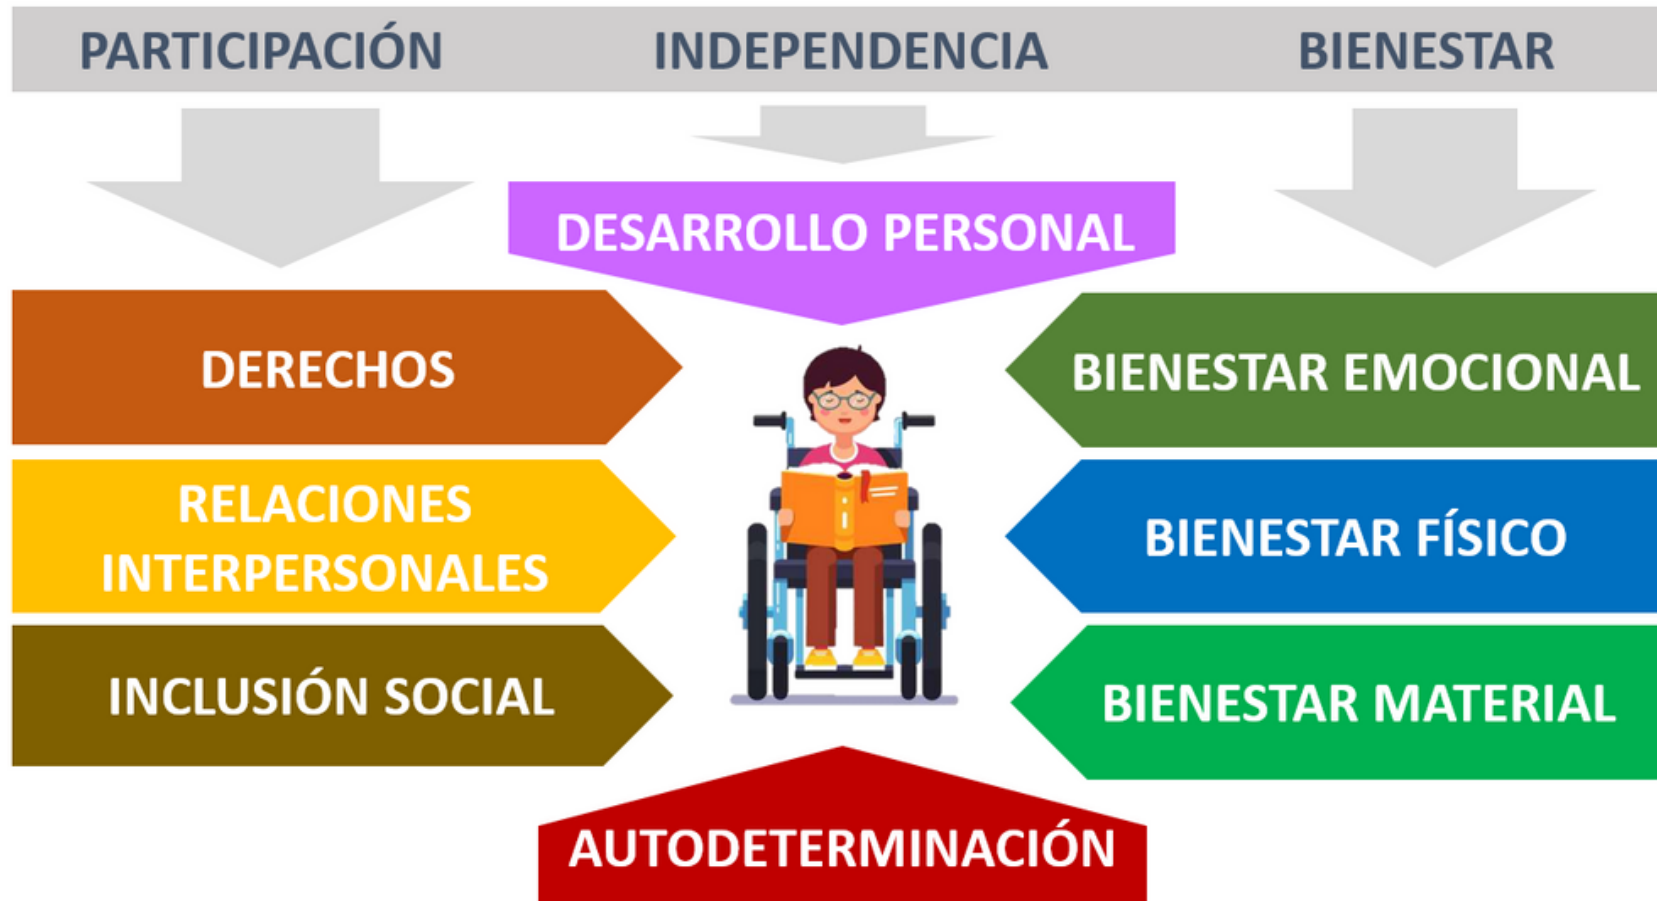 PARTICIPACIÓN
INDEPENDENCIA
BIENESTAR
DESARROLLO PERSONAL
DERECHOS
RELACIONES
INTERPERSONALES
INCLUSIÓN SOCIAL
BIENESTAR EMOCIONAL
BIENESTAR FÍSICO
BIENESTAR MATERIAL
AUTODETERMINACIÓN